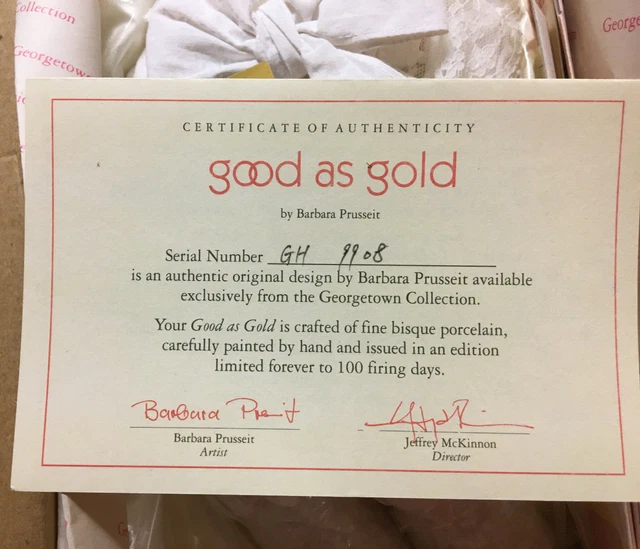 Collection
Georgetow
George
CERTIFICATE OF AUTHENTICITY
good as gold
by Barbara Prusseit
Serial Number GH 9908
is an authentic original design by Barbara Prusseit available
exclusively from the Georgetown Collection.
Your Good as Gold is crafted of fine bisque porcelain,
carefully painted by hand and issued in an edition
limited forever to 100 firing days.
Barbara
Barbara Prusseit
Artist
Jeffrey McKinnon
Director